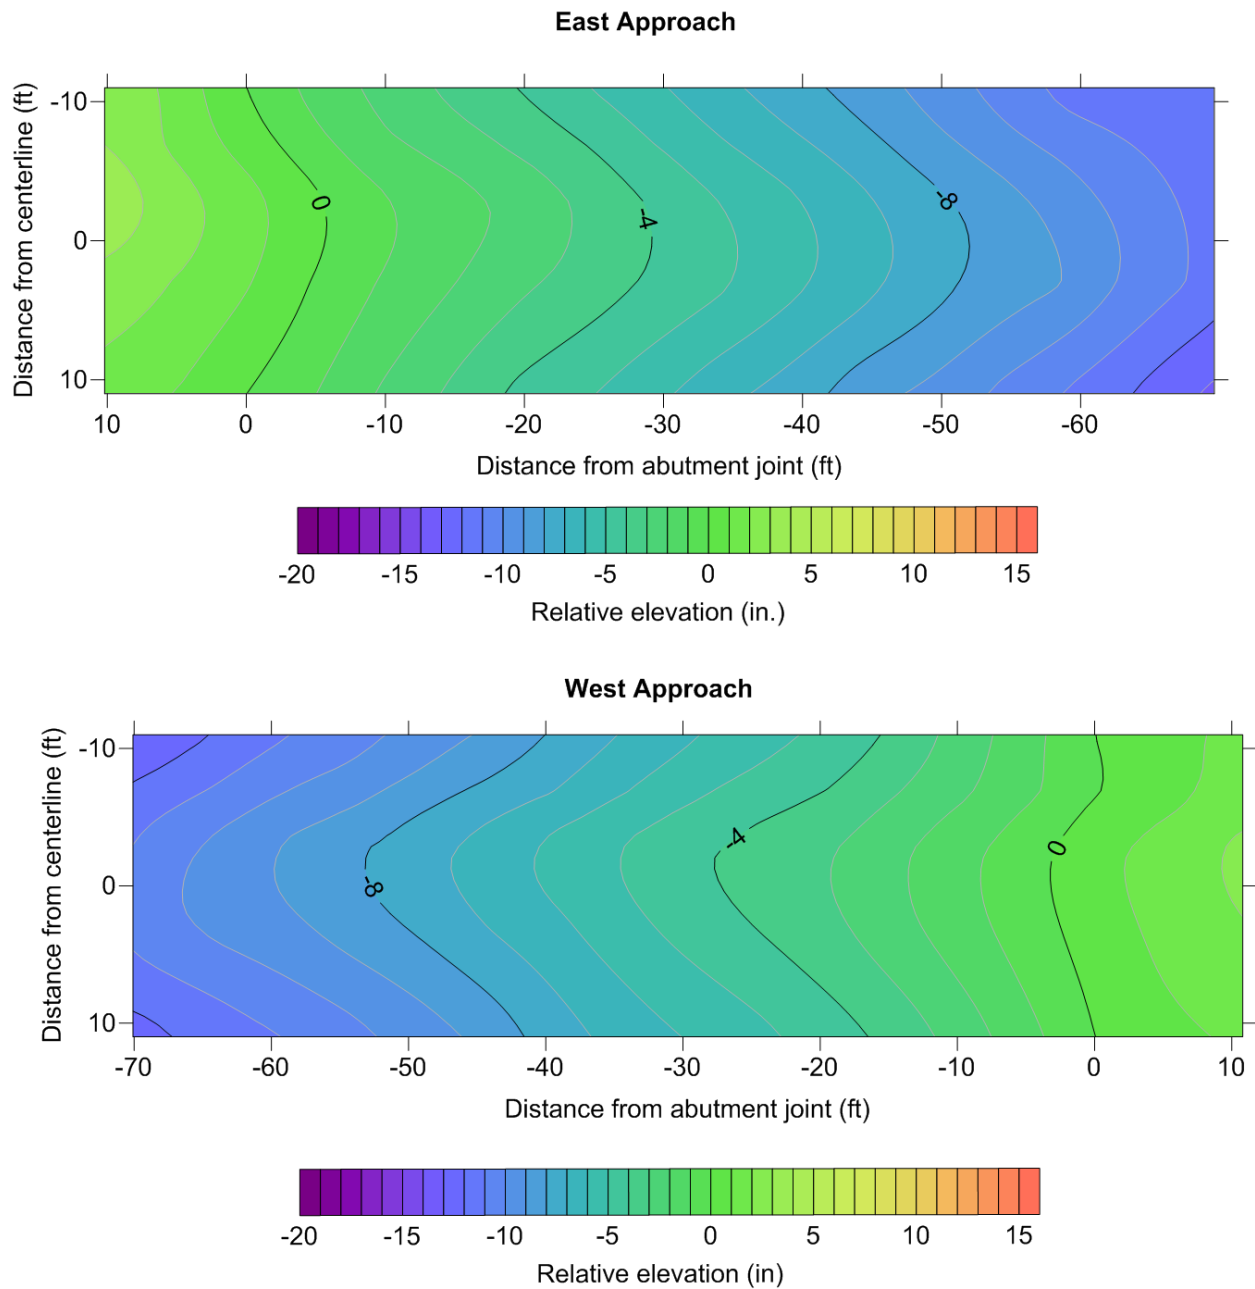 East Approach
Distance from centerline (ft)
-10
0
10
0
-4
-8
10 0 -10 -20 -30 -40 -50 -60
Distance from abutment joint (ft)
-20 -15 -10 -5 0 5 10 15
Relative elevation (in.)
West Approach
Distance from centerline (ft)
-10
0
10
-8
-4
0
-70 -60 -50 -40 -30 -20 -10 0 10
Distance from abutment joint (ft)
-20 -15 -10 -5 0 5 10 15
Relative elevation (in)